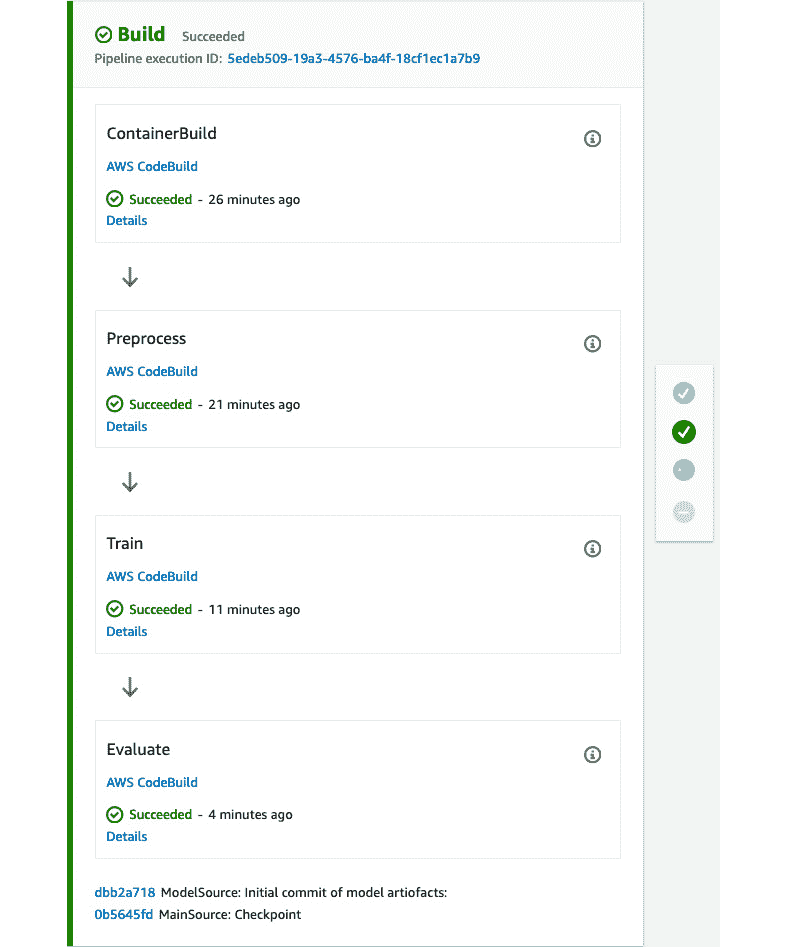 Build Succeeded
Pipeline execution ID: 5edeb509-19a3-4576-ba4f-18cf1ec1a7b9
ContainerBuild
AWS CodeBuild
Succeeded - 26 minutes ago
Details
Preprocess
AWS CodeBuild
Succeeded - 21 minutes ago
Details
Train
AWS CodeBuild
Succeeded - 11 minutes ago
Details
Evaluate
AWS CodeBuild
Succeeded - 4 minutes ago
Details
dbb2a718 ModelSource: Initial commit of model artiofacts:
0b5645fd MainSource: Checkpoint